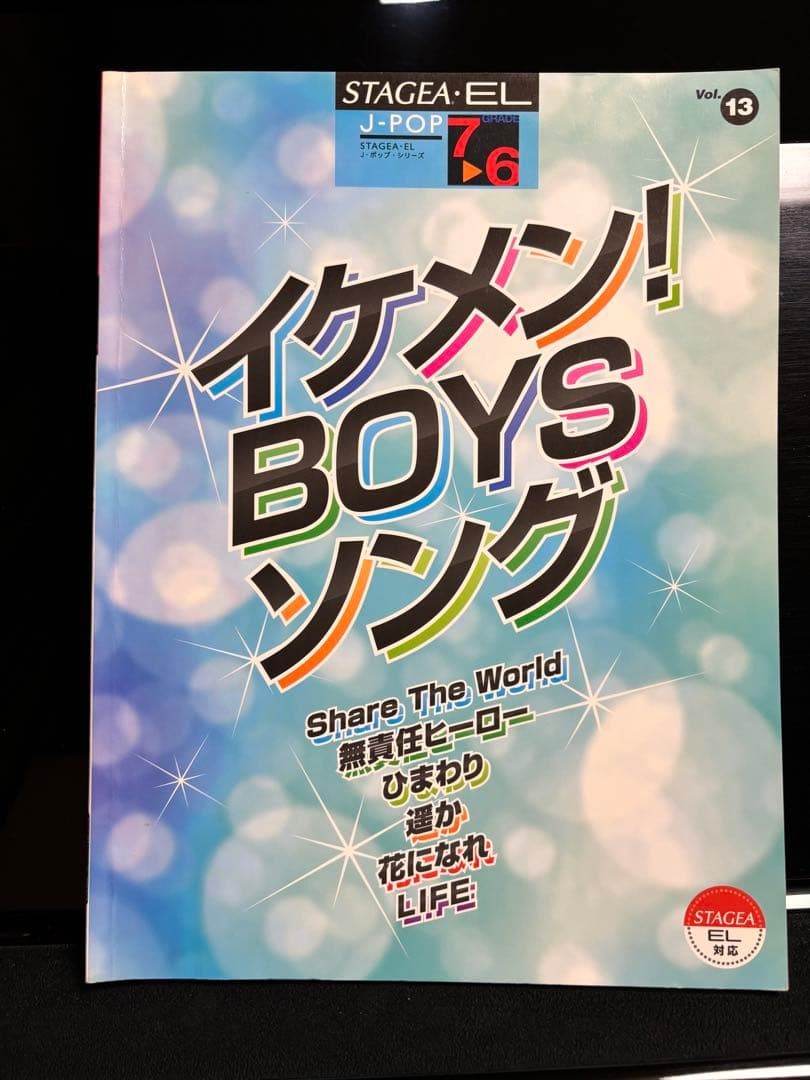 STAGEA・EL
J-POP
STAGEA・EL
J-ポップ・シリーズ
GRADE
7▶6
Vol. 13
イケメン!
BOYS
ソング
Share The World
無責任ヒーロー
ひまわり
遥か
花になれ
LIFE
STAGEA
EL
対応